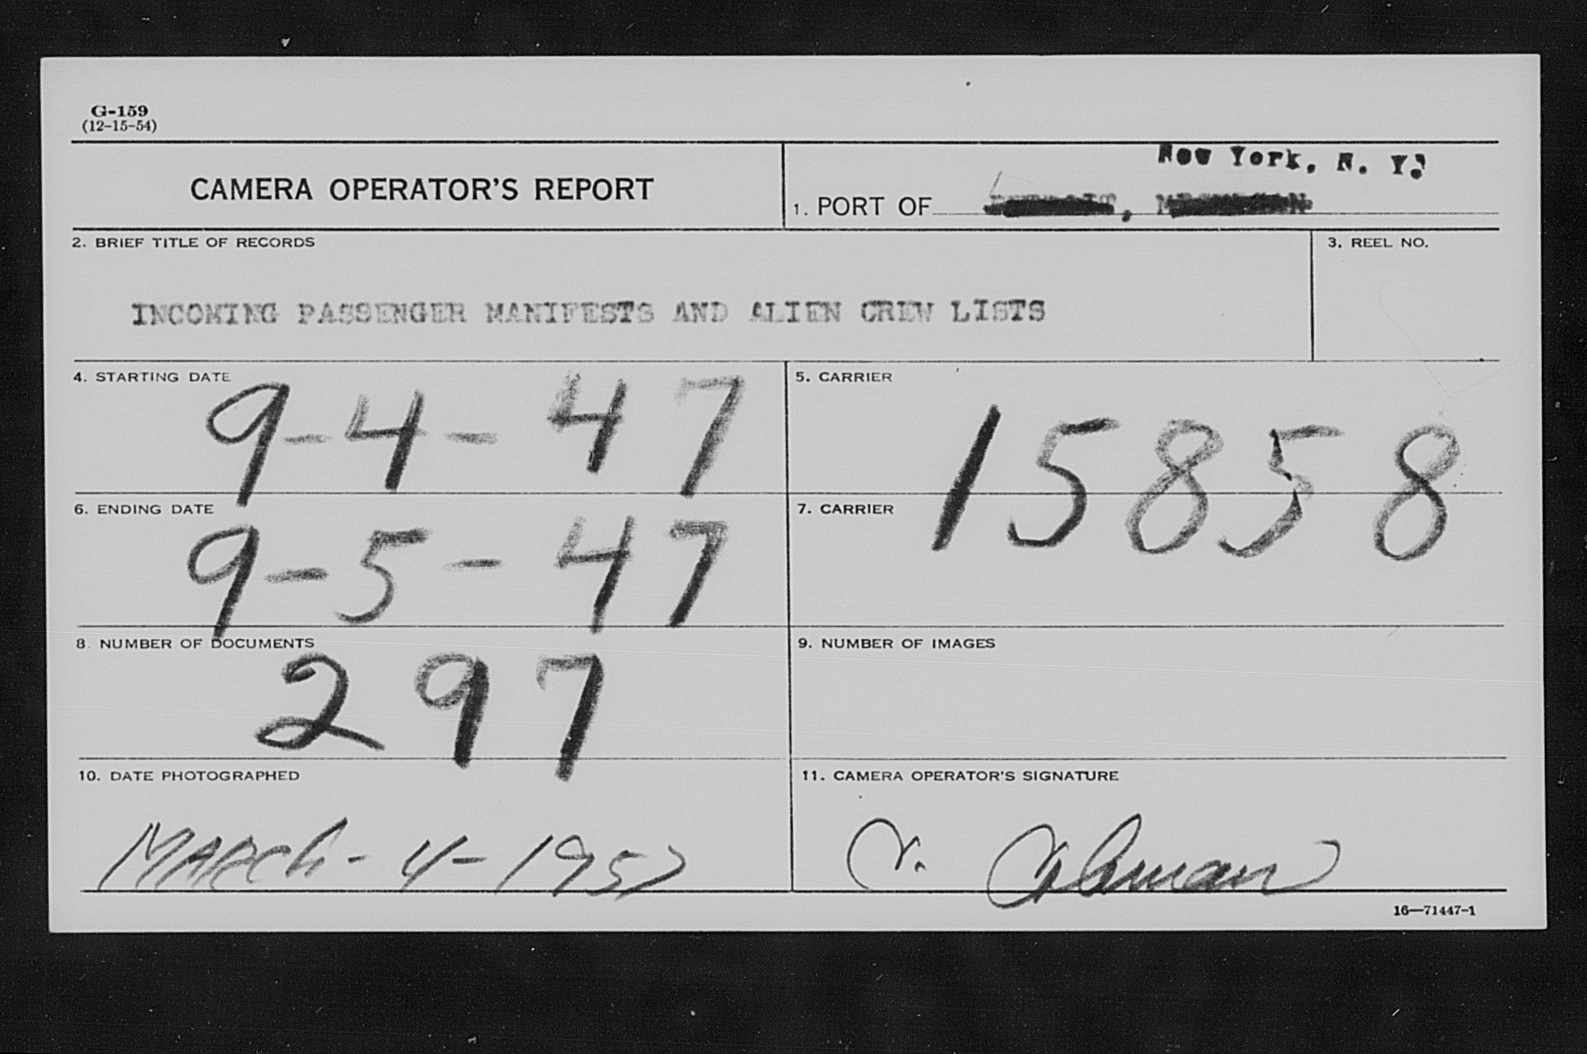 G-159
(12-15-54)
New York, N. Y.
CAMERA OPERATOR'S REPORT
1. PORT OF
2. BRIEF TITLE OF RECORDS
3. REEL NO.
INCOMING PASSENGER MANIFESTS AND ALIEN CREW LISTS
4. STARTING DATE
9-4-47
5. CARRIER
15858
6. ENDING DATE
9-5-47
7. CARRIER
8. NUMBER OF DOCUMENTS
297
9. NUMBER OF IMAGES
10. DATE PHOTOGRAPHED
MARCh-4-1957
11. CAMERA OPERATOR'S SIGNATURE
16—71447-1